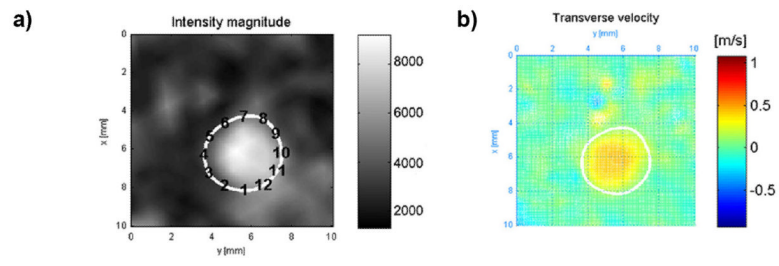 a)
Intensity magnitude
0
2
4
6
8
10
x [mm]
0 2 4 6 8 10
y [mm]
7
6 8
5 9
4 10
3 11
2 1 12
8000
6000
4000
2000
b)
Transverse velocity
y [mm]
0 2 4 6 8 10
0
2
4
6
8
10
x [mm]
[m/s]
1
0.5
0
-0.5